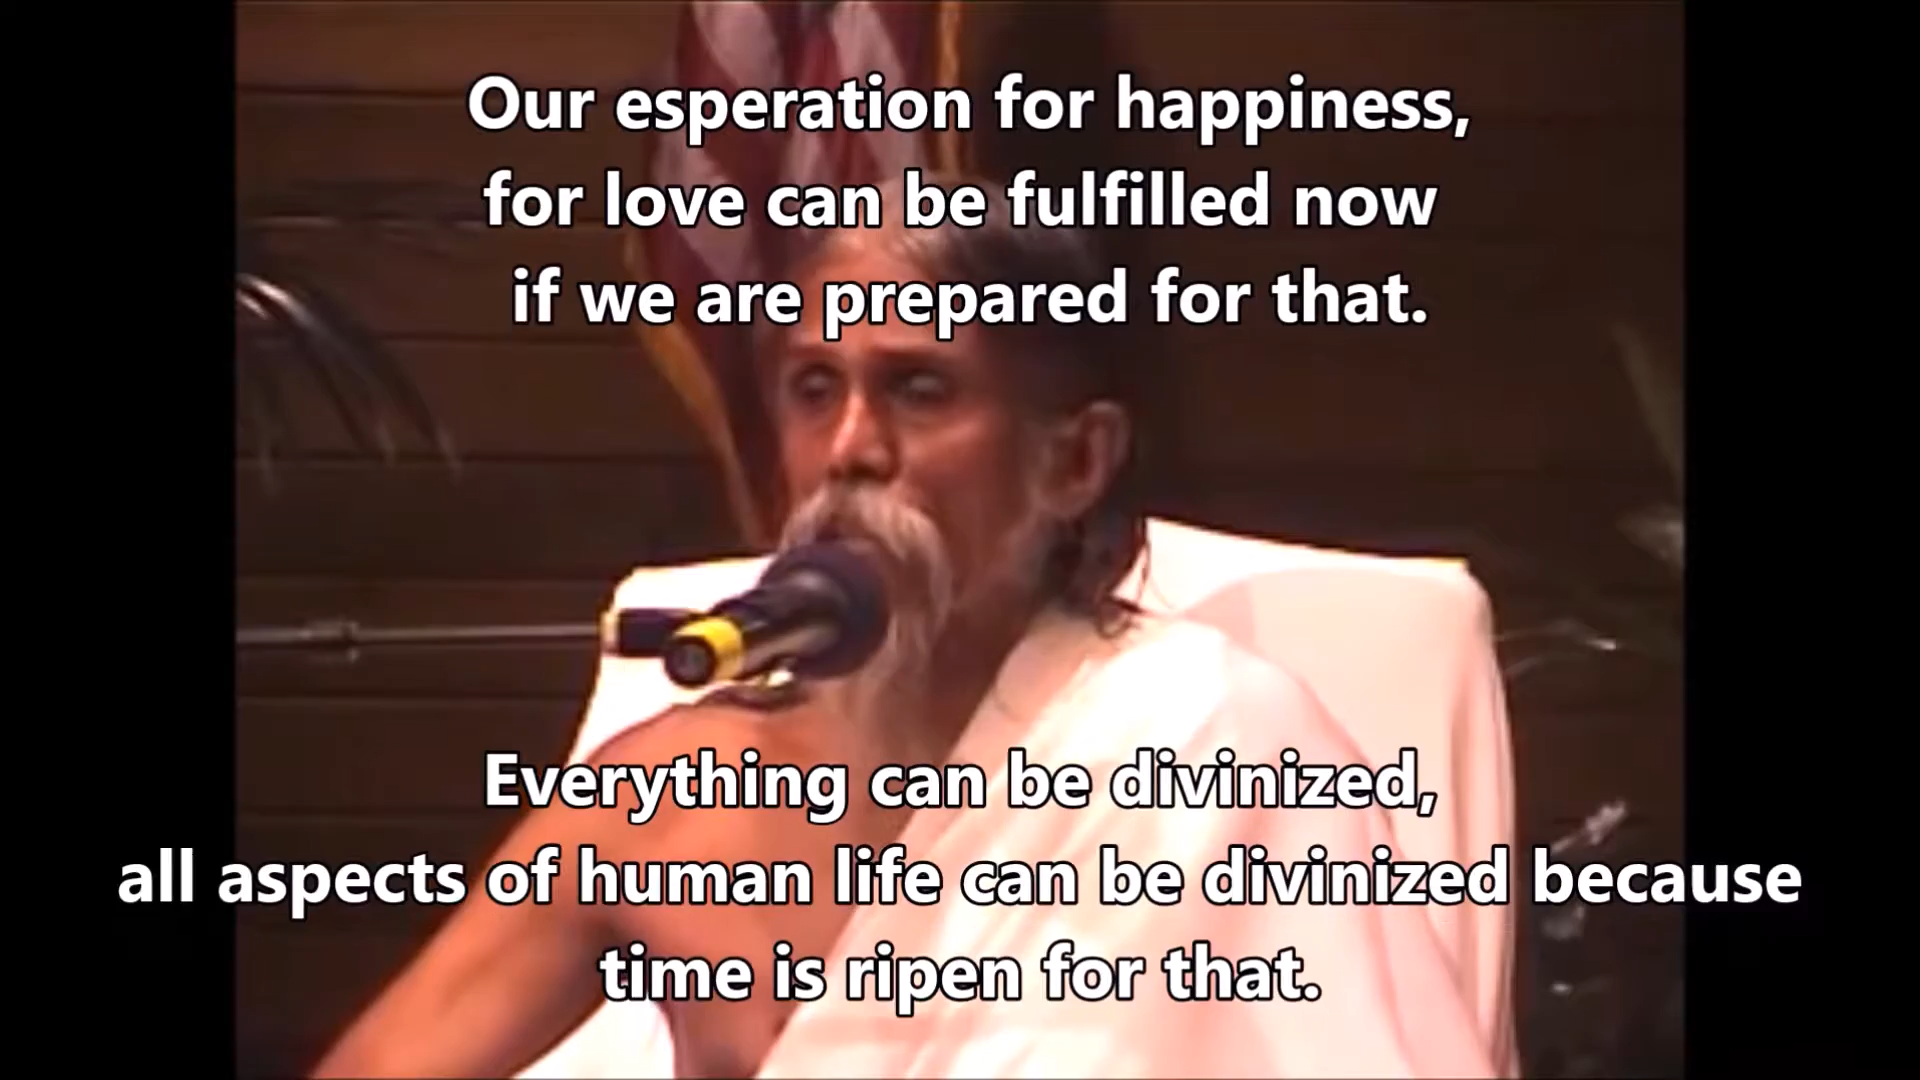 Our esperation for happiness,
for love can be fulfilled now
if we are prepared for that.
Everything can be divinized,
all aspects of human life can be divinized because
time is ripen for that.